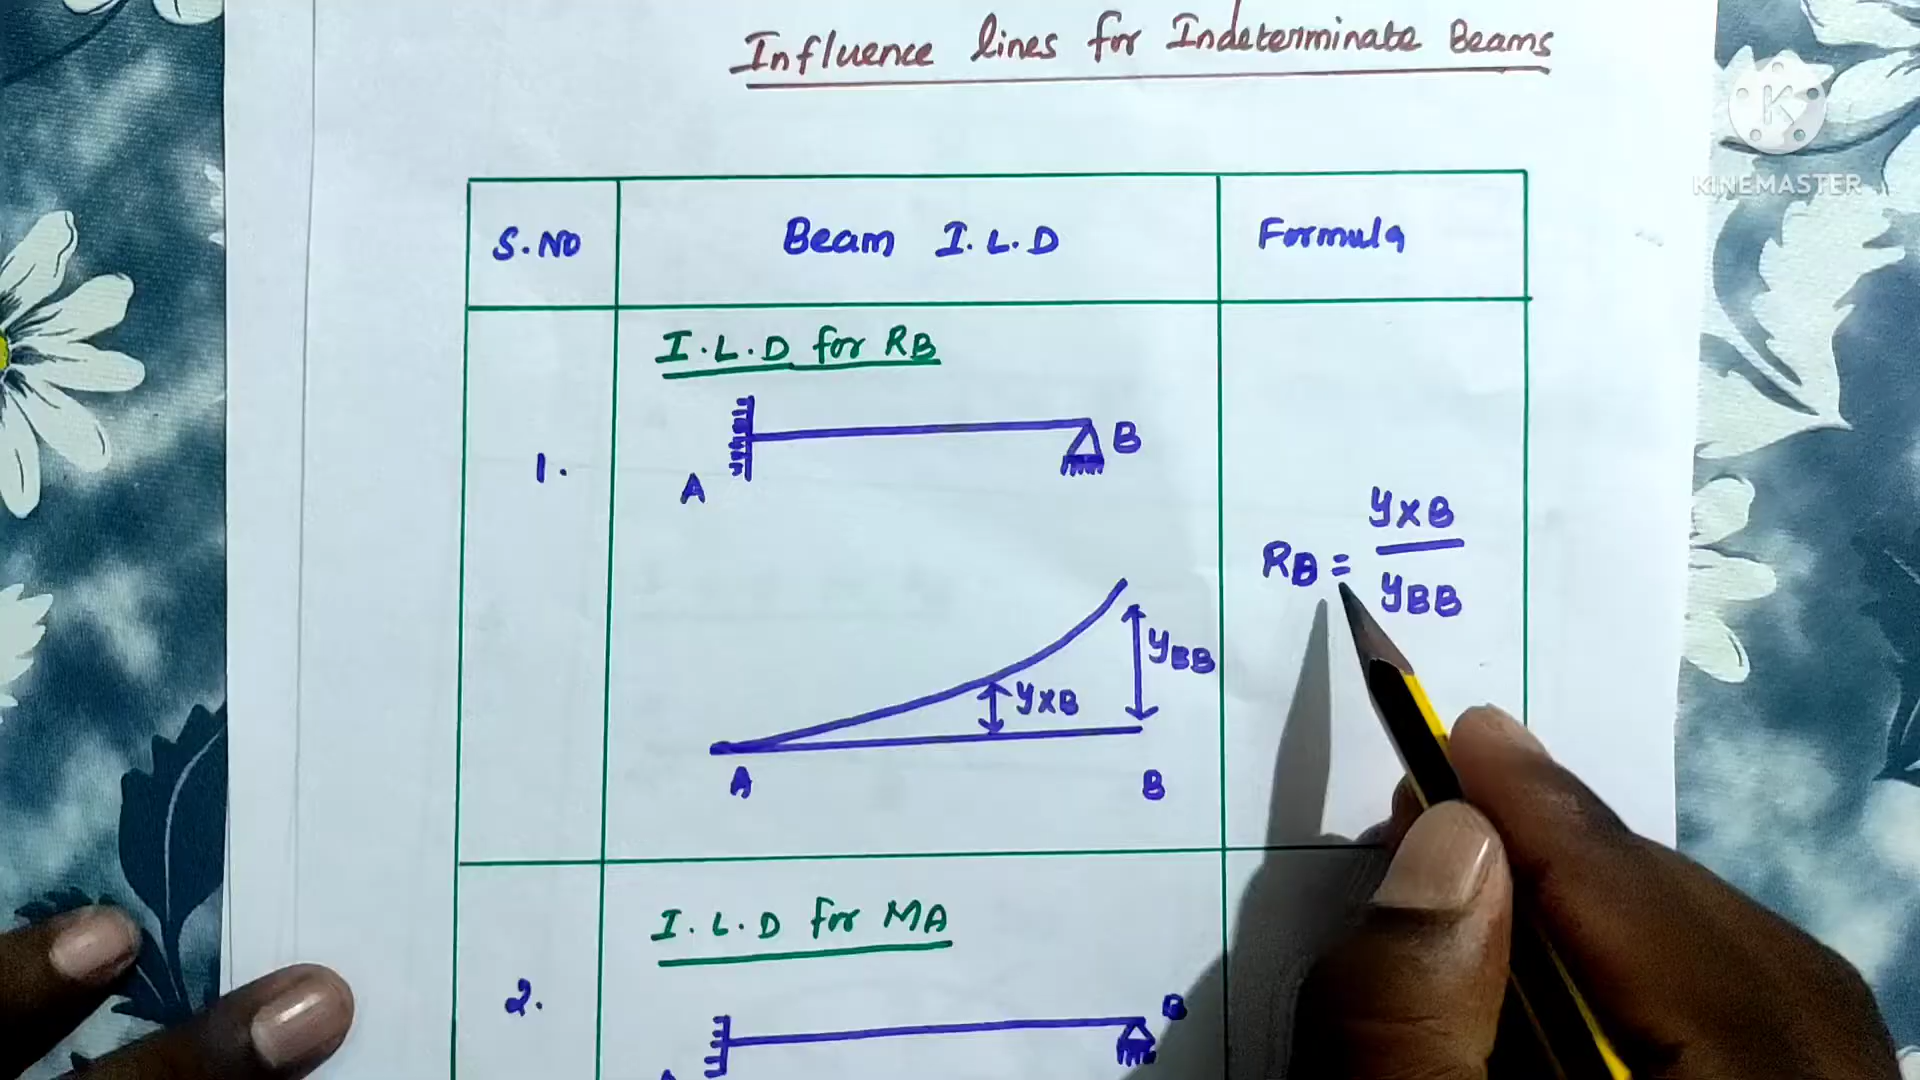 Influence lines for Indeterminate Beams
KINEMASTER
S.No Beam I.L.D Formula
I.L.D for RB
1.
A
B
RB = yxB / yBB
yBB
yxB
A B
I.L.D for MA
2.
B